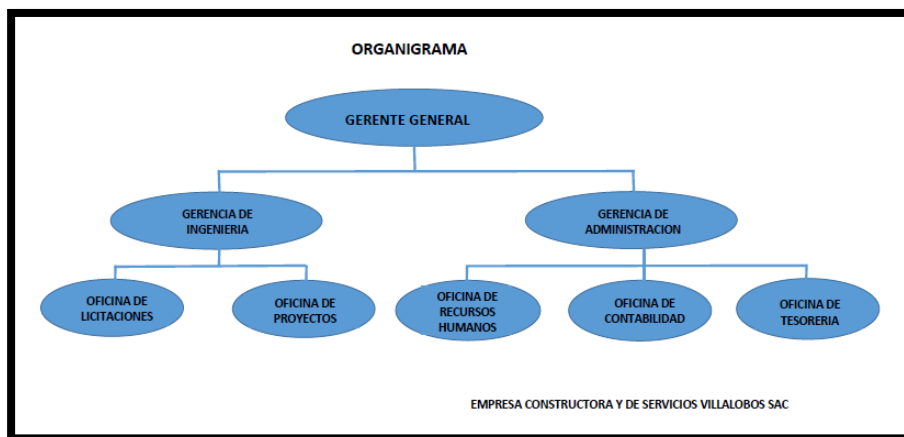 ORGANIGRAMA
GERENTE GENERAL
GERENCIA DE
INGENIERIA
GERENCIA DE
ADMINISTRACION
OFICINA DE
LICITACIONES
OFICINA DE
PROYECTOS
OFICINA DE
RECURSOS
HUMANOS
OFICINA DE
CONTABILIDAD
OFICINA DE
TESORERIA
EMPRESA CONSTRUCTORA Y DE SERVICIOS VILLALOBOS SAC